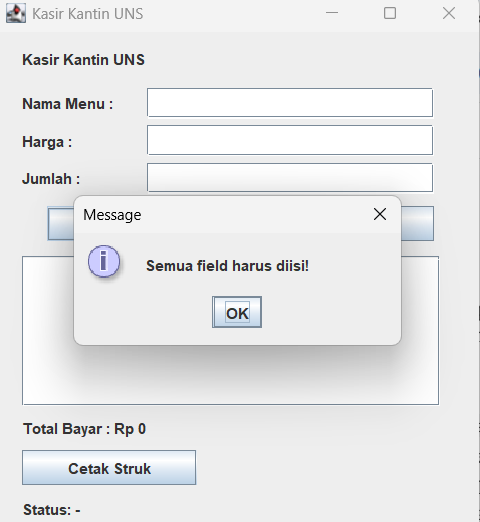 Kasir Kantin UNS
Kasir Kantin UNS
Nama Menu :
Harga :
Jumlah :
Message
i
Semua field harus diisi!
OK
Total Bayar : Rp 0
Cetak Struk
Status: -